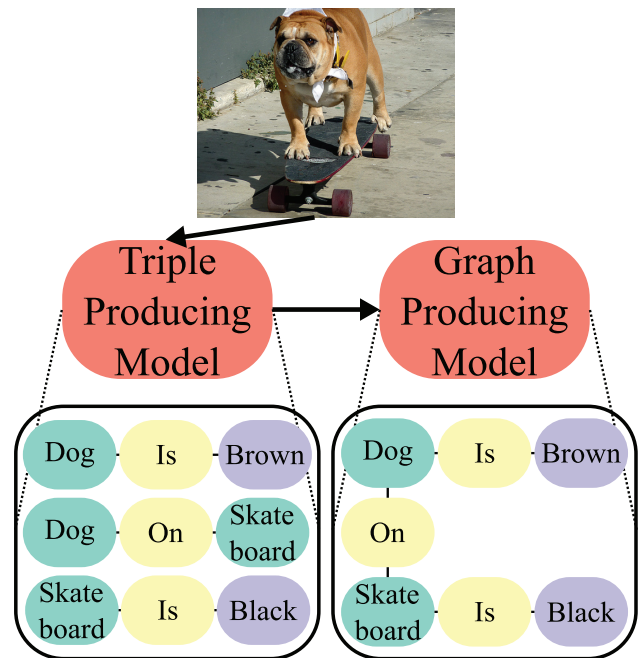 Triple
Producing
Model
Graph
Producing
Model
Dog Is Brown
Dog On Skate
board
Skate
board Is Black
Dog Is Brown
On
Skate
board Is Black